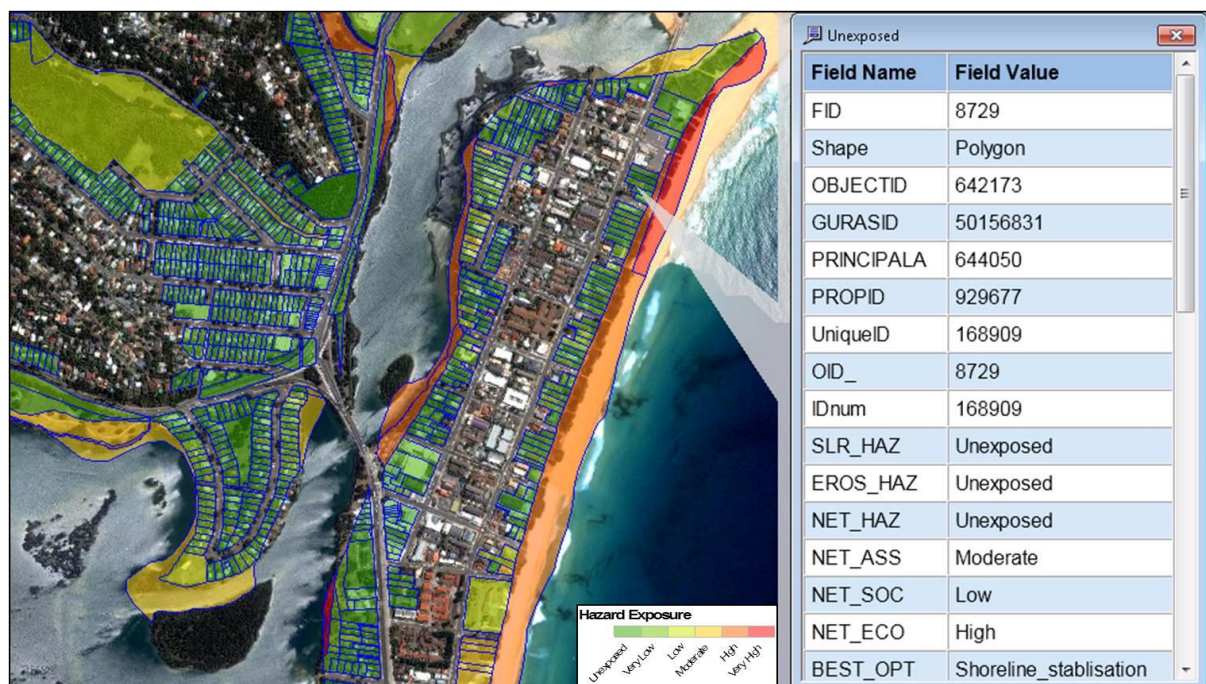 Unexposed
Field Name Field Value
FID 8729
Shape Polygon
OBJECTID 642173
GURASID 50156831
PRINCIPALA 644050
PROPID 929677
UniqueID 168909
OID_ 8729
IDnum 168909
SLR_HAZ Unexposed
EROS_HAZ Unexposed
NET_HAZ Unexposed
NET_ASS Moderate
NET_SOC Low
NET_ECO High
BEST_OPT Shoreline_stablisation
Hazard Exposure
Unexposed
Very Low
Low
Moderate
High
Very High